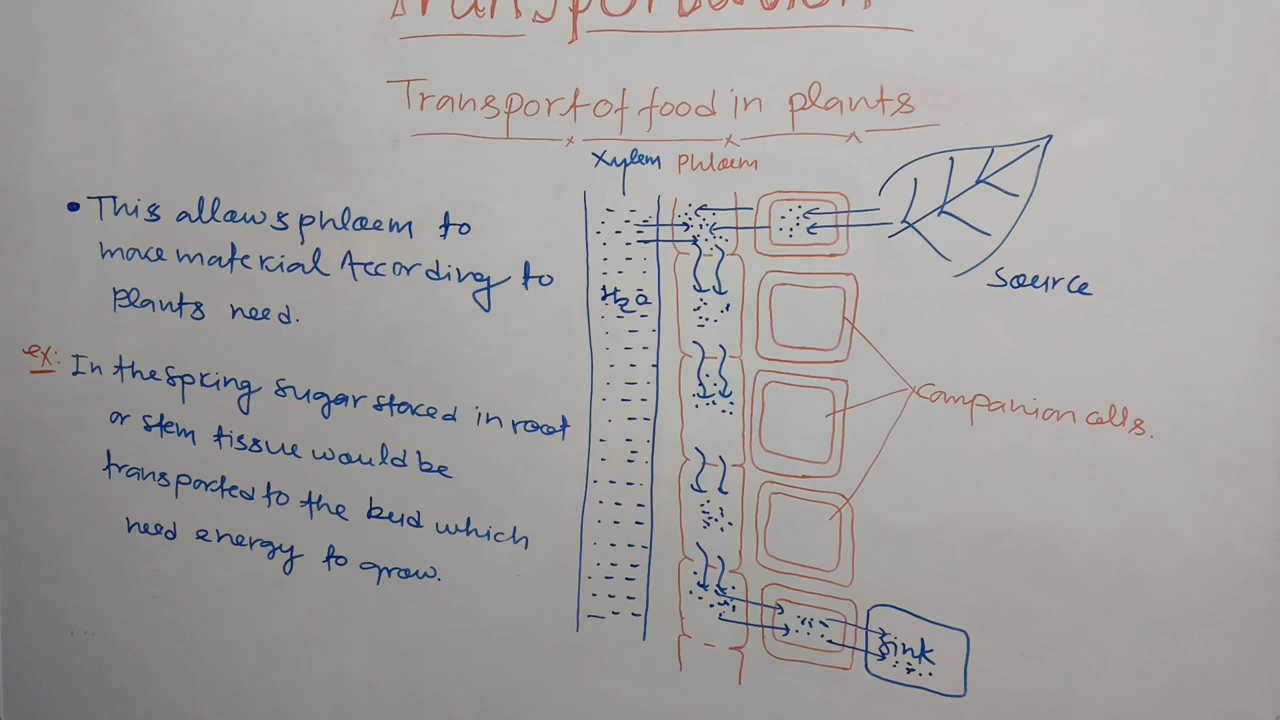 Transportation
Transport of food in plants
Xylem Phloem
• This allows phloem to
move material According to
plants need.
H₂O
Source
ex: In the spring sugar stored in root
or stem tissue would be
transported to the bud which
need energy to grow.
Companion cells.
Sink